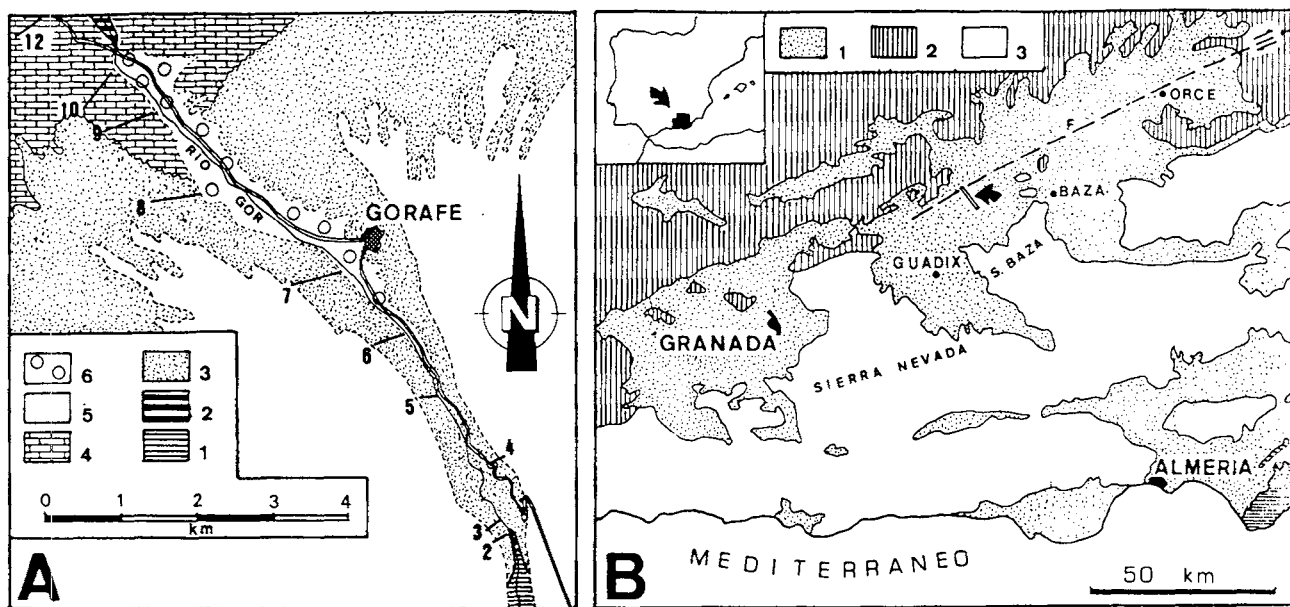 12
10
9
8
RIO
GOR
GORAFE
7
6
5
4
3
2
N
6 3
5 2
4 1
0 1 2 3 4
km
A
1 2 3
ORCE
F
BAZA
GUADIX
S. BAZA
GRANADA
SIERRA NEVADA
ALMERIA
MEDITERRANEO
50 km
B